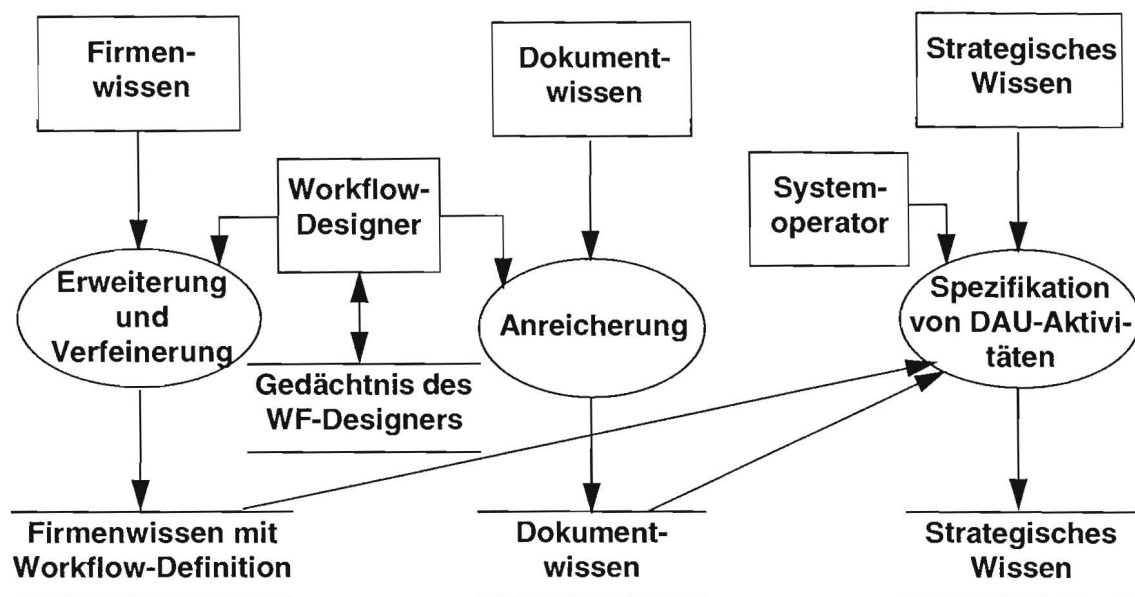 Firmen-
wissen
Dokument-
wissen
Strategisches
Wissen
Workflow-
Designer
System-
operator
Erweiterung
und
Verfeinerung
Anreicherung
Spezifikation
von DAU-Aktivi-
täten
Gedächtnis des
WF-Designers
Firmenwissen mit
Workflow-Definition
Dokument-
wissen
Strategisches
Wissen